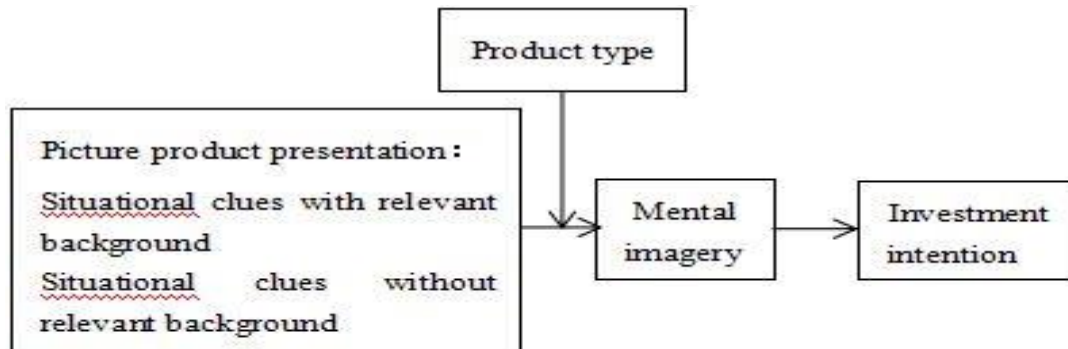 Product type
Picture product presentation：
Situational clues with relevant
background
Situational clues without
relevant background
Mental
imagery
Investment
intention